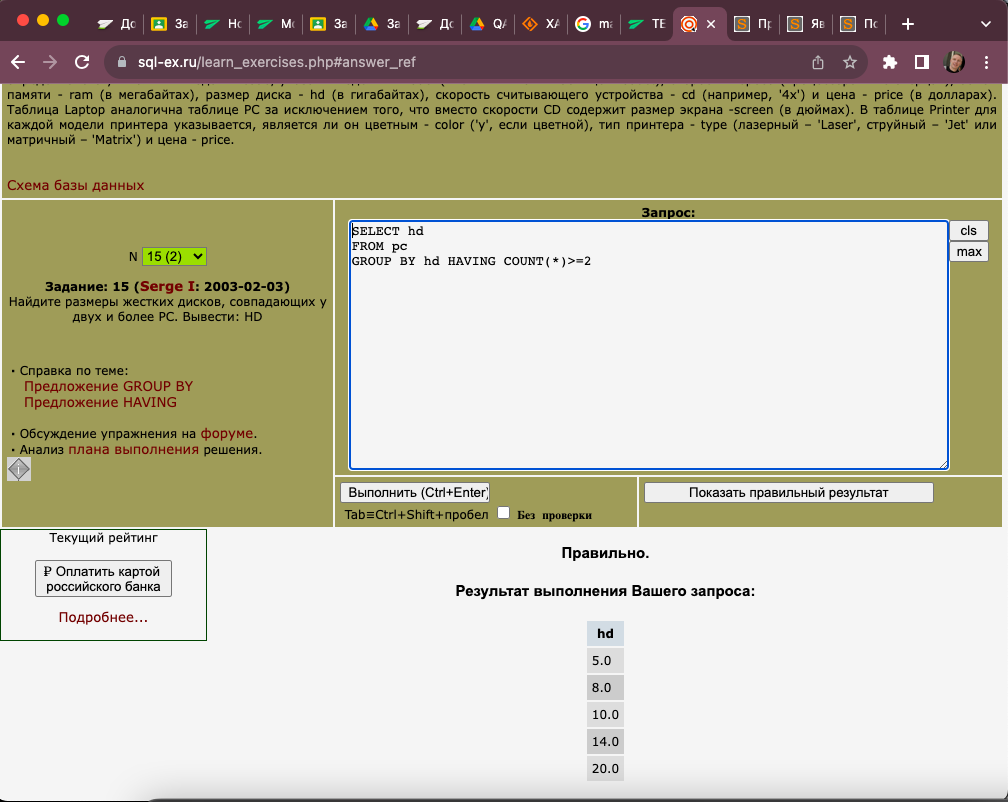 До
За
Но
Мо
За
За
До
QA
ХА
ma
ТЕ
Пр
Яв
По
sql-ex.ru/learn_exercises.php#answer_ref
памяти - ram (в мегабайтах), размер диска - hd (в гигабайтах), скорость считывающего устройства - cd (например, '4x') и цена - price (в долларах).
Таблица Laptop аналогична таблице PC за исключением того, что вместо скорости CD содержит размер экрана -screen (в дюймах). В таблице Printer для
каждой модели принтера указывается, является ли он цветным - color ('y', если цветной), тип принтера - type (лазерный – 'Laser', струйный – 'Jet' или
матричный – 'Matrix') и цена - price.
Схема базы данных
N 15 (2)
Задание: 15 (Serge I: 2003-02-03)
Найдите размеры жестких дисков, совпадающих у
двух и более PC. Вывести: HD
· Справка по теме:
Предложение GROUP BY
Предложение HAVING
· Обсуждение упражнения на форуме.
· Анализ плана выполнения решения.
Запрос:
SELECT hd
FROM pc
GROUP BY hd HAVING COUNT(*)>=2
cls
max
Выполнить (Ctrl+Enter)
Tab≡Ctrl+Shift+пробел Без проверки
Показать правильный результат
Текущий рейтинг
₽ Оплатить картой
российского банка
Подробнее...
Правильно.
Результат выполнения Вашего запроса:
hd
5.0
8.0
10.0
14.0
20.0